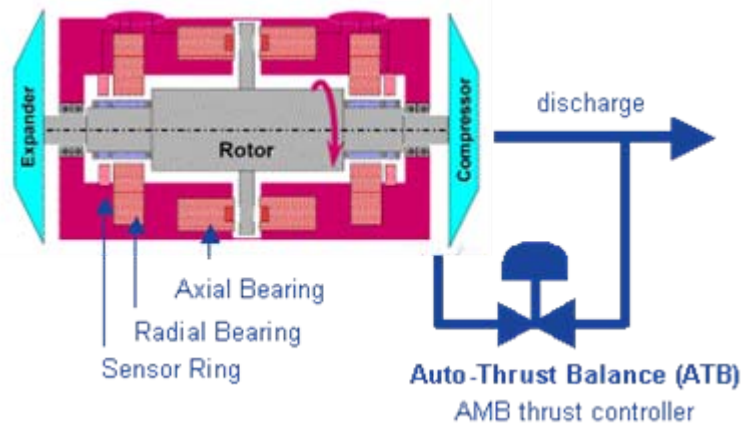 Expander
Rotor
Compressor
discharge
Axial Bearing
Radial Bearing
Sensor Ring
Auto-Thrust Balance (ATB)
AMB thrust controller